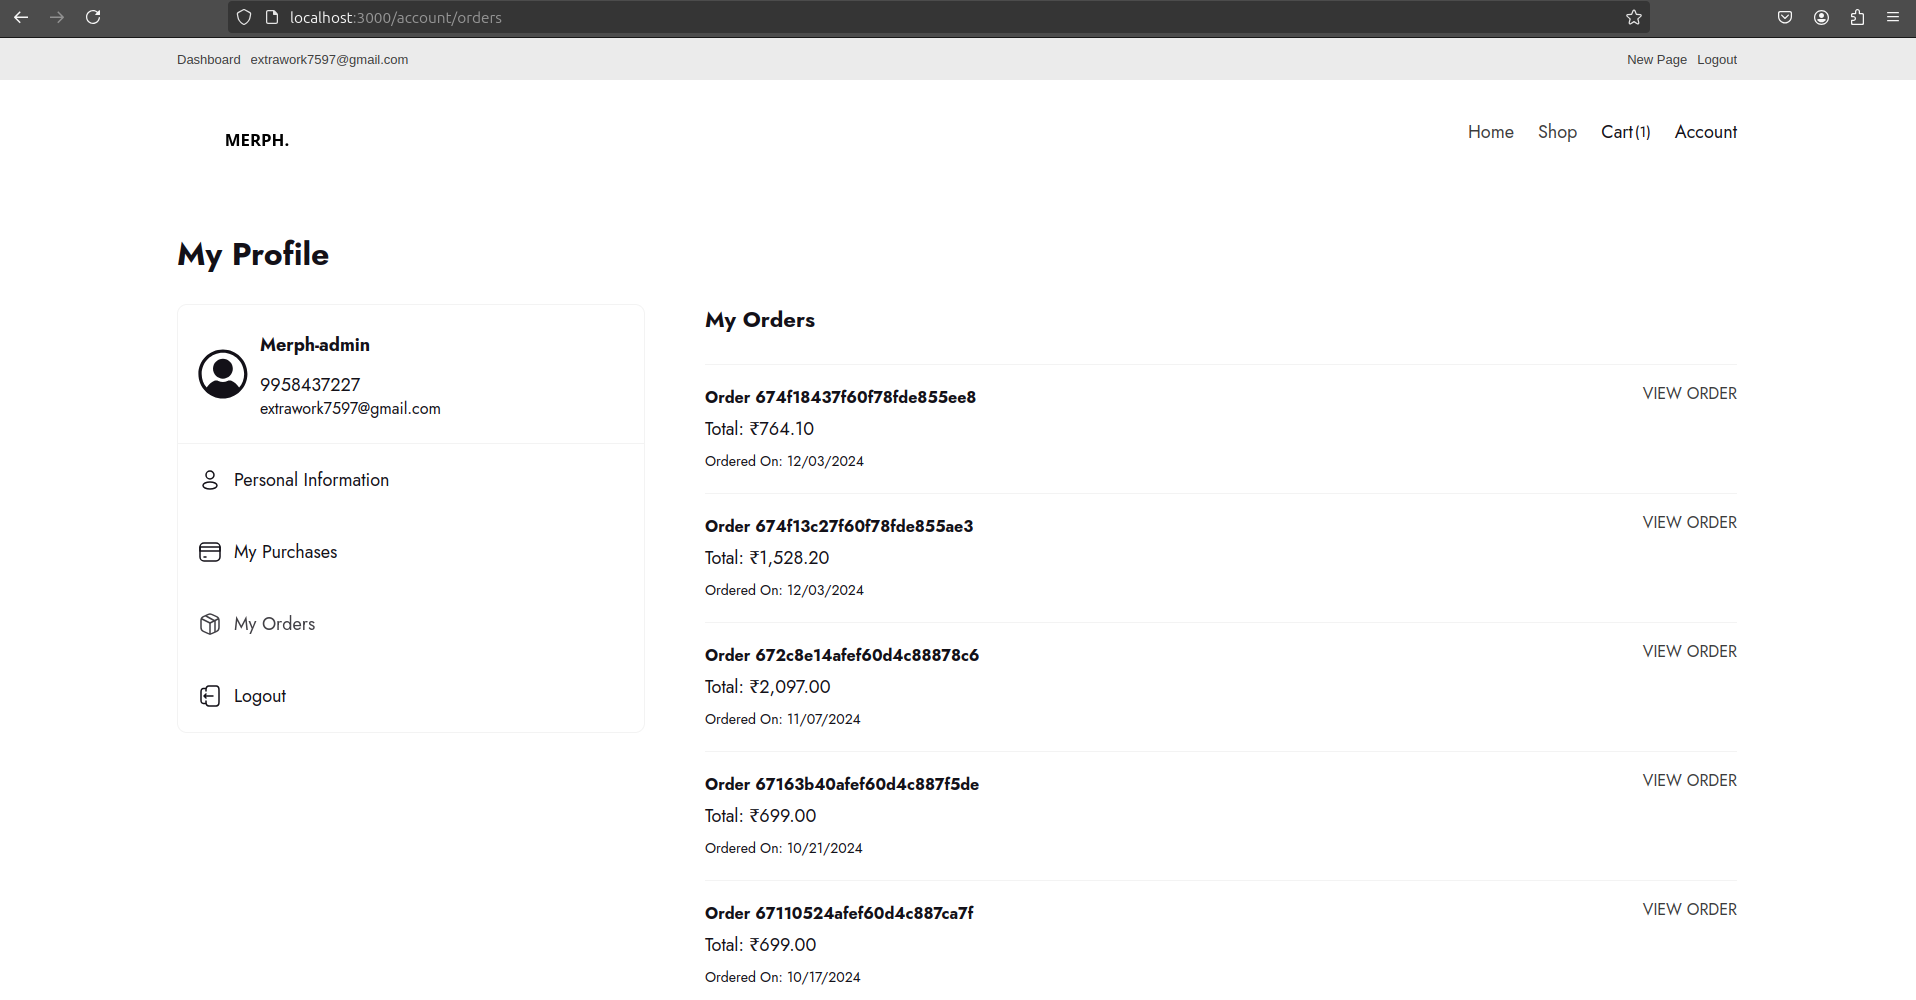 localhost:3000/account/orders
Dashboard extrawork7597@gmail.com New Page Logout
MERPH. Home Shop Cart(1) Account
My Profile
Merph-admin
9958437227
extrawork7597@gmail.com
Personal Information
My Purchases
My Orders
Logout
My Orders
Order 674f18437f60f78fde855ee8 VIEW ORDER
Total: ₹764.10
Ordered On: 12/03/2024
Order 674f13c27f60f78fde855ae3 VIEW ORDER
Total: ₹1,528.20
Ordered On: 12/03/2024
Order 672c8e14afef60d4c88878c6 VIEW ORDER
Total: ₹2,097.00
Ordered On: 11/07/2024
Order 67163b40afef60d4c887f5de VIEW ORDER
Total: ₹699.00
Ordered On: 10/21/2024
Order 67110524afef60d4c887ca7f VIEW ORDER
Total: ₹699.00
Ordered On: 10/17/2024